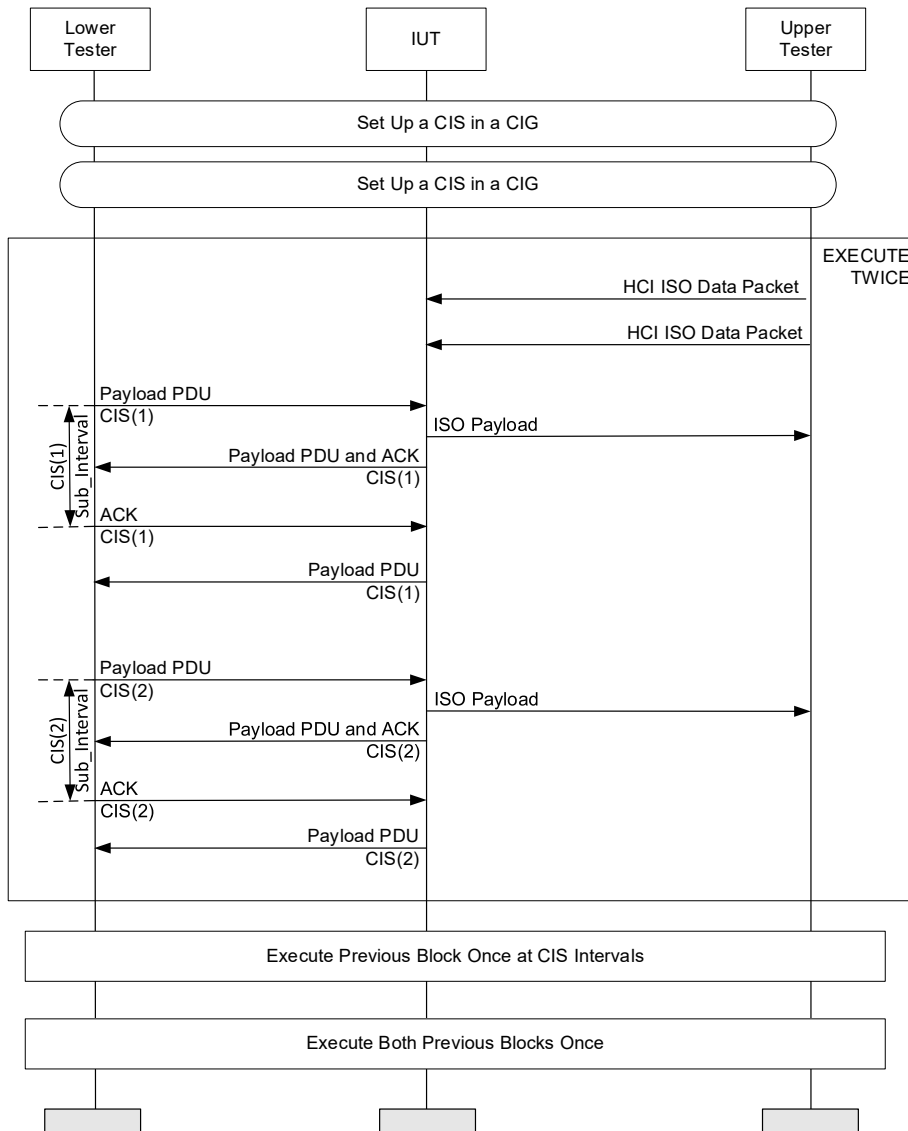 Lower
Tester
IUT
Upper
Tester
Set Up a CIS in a CIG
Set Up a CIS in a CIG
EXECUTE
TWICE
HCI ISO Data Packet
HCI ISO Data Packet
Payload PDU
CIS(1)
CIS(1)
Sub_Interval
ISO Payload
Payload PDU and ACK
CIS(1)
ACK
CIS(1)
Payload PDU
CIS(1)
Payload PDU
CIS(2)
CIS(2)
Sub_Interval
ISO Payload
Payload PDU and ACK
CIS(2)
ACK
CIS(2)
Payload PDU
CIS(2)
Execute Previous Block Once at CIS Intervals
Execute Both Previous Blocks Once